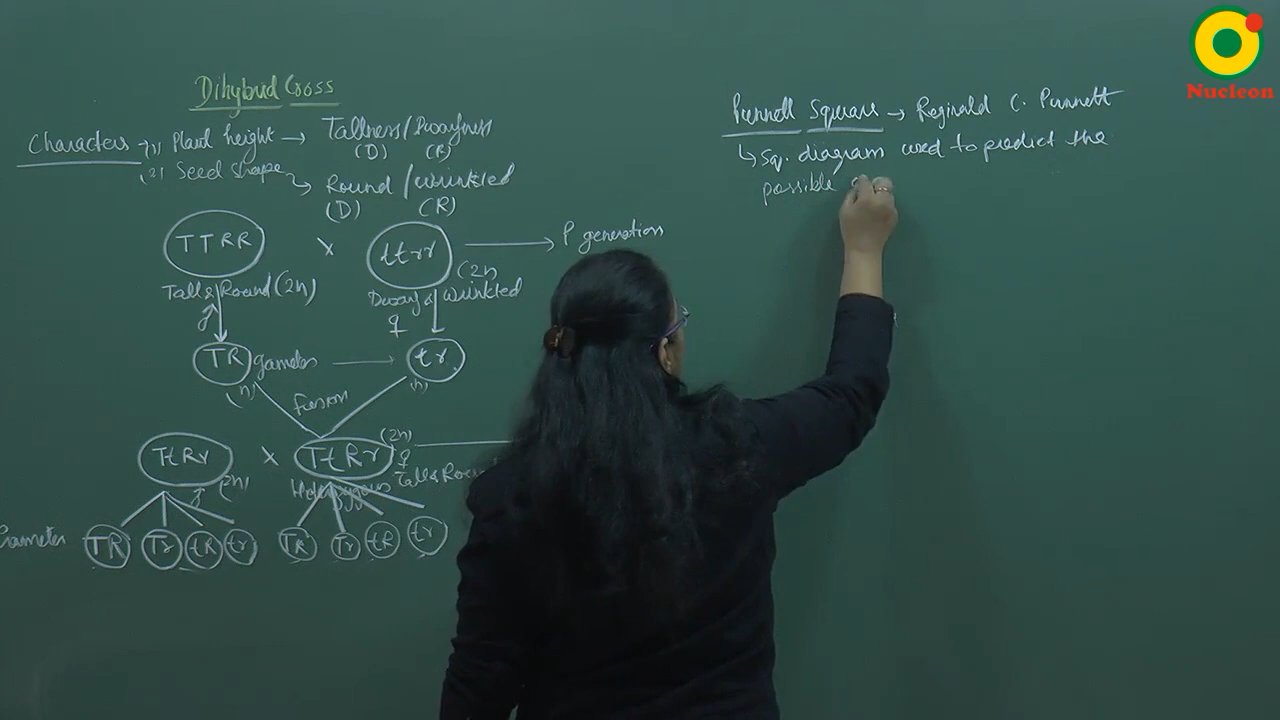 Dihybrid Cross
Characters → (1) Plant height → Tallness/Dwarfness
(D) (R)
(2) Seed shape → Round / Wrinkled
(D) (R)
TTRR x ttrr → P generation
Tall & Round (2n)
(2n)
Dwarf & Wrinkled
♂ ♀
TR gametes → tr
(n) (n)
Fusion
TtRr x TtRr
(2n)
♂ (2n) ♀
Heterozygous Tall & Round
Gametes TR Tr tR tr TR Tr tR tr
Punnett Square → Reginald C. Punnett
↳ Sq. diagram used to predict the
possible
Nucleon